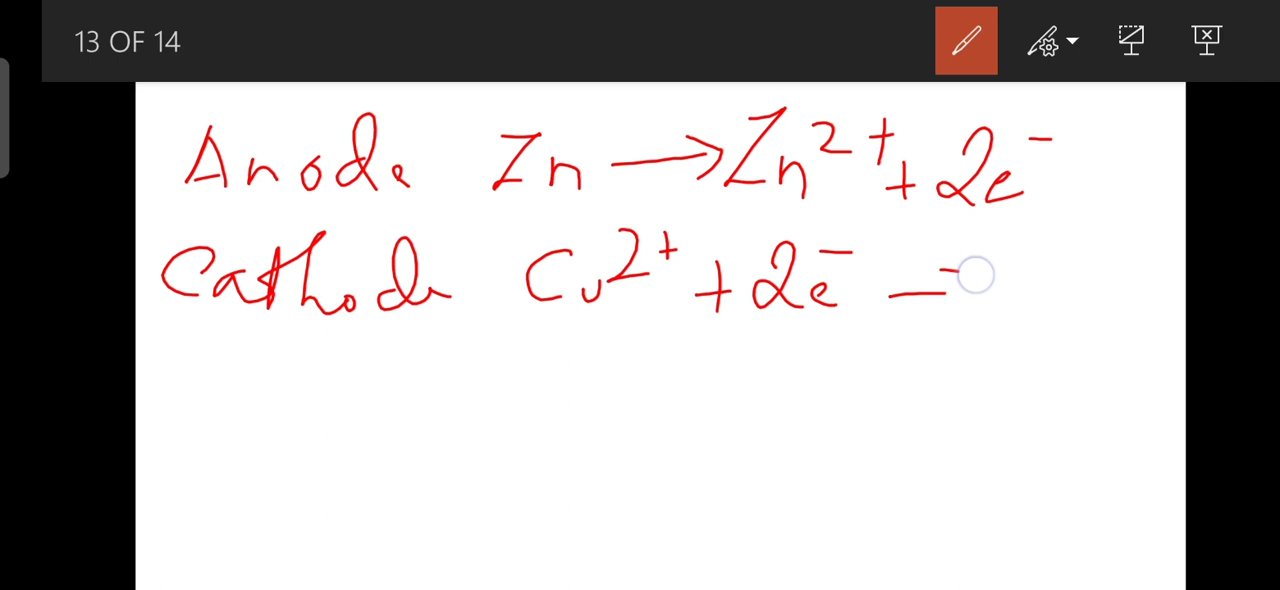 13 OF 14
Anode Zn → Zn²⁺ + 2e⁻
Cathode Cu²⁺ + 2e⁻ —